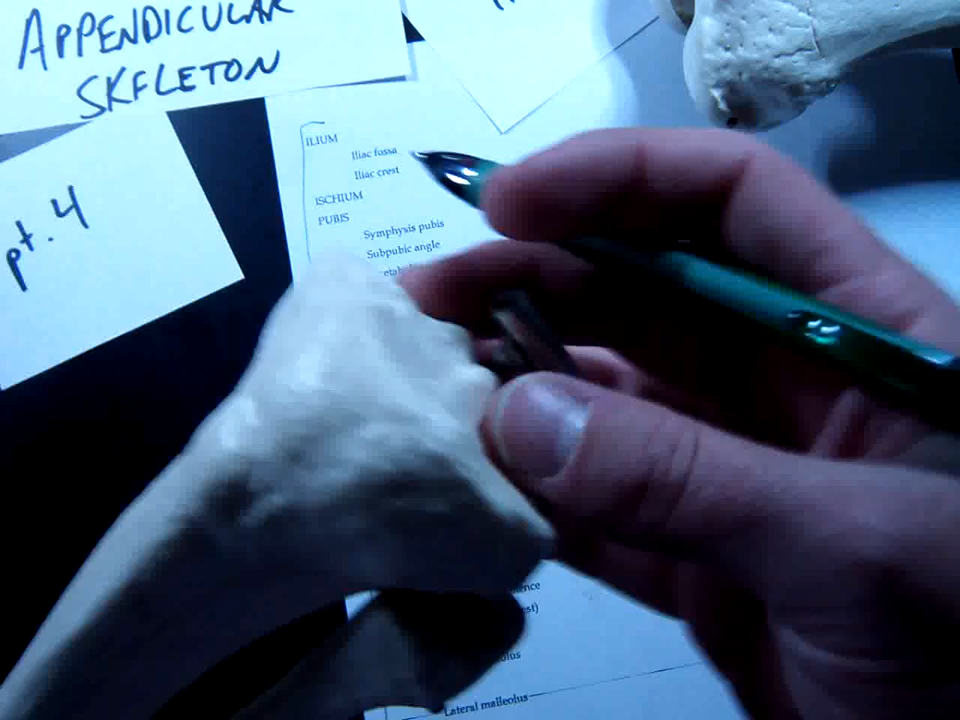 APPENDICULAR
SKELETON
pt. 4
ILIUM
Iliac fossa
Iliac crest
ISCHIUM
PUBIS
Symphysis pubis
Subpubic angle
Lateral malleolus